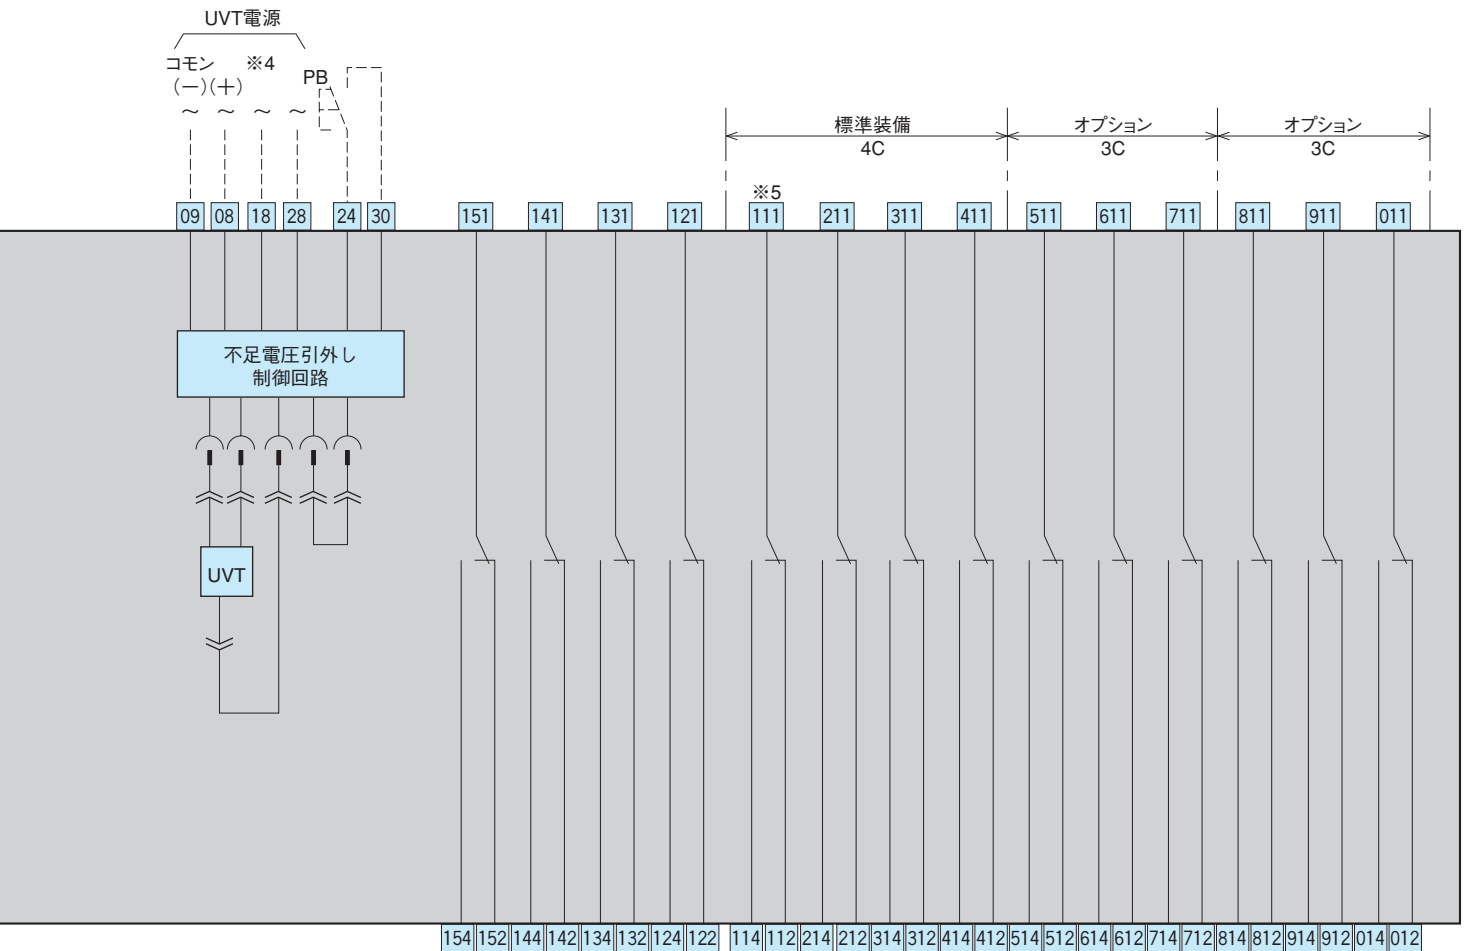 UVT電源
コモン ※4
(−)(+)
PB
~ ~ ~ ~
標準装備 オプション オプション
4C 3C 3C
※5
09 08 18 28 24 30 151 141 131 121 111 211 311 411 511 611 711 811 911 011
不足電圧引外し
制御回路
UVT
154 152 144 142 134 132 124 122 114 112 214 212 314 312 414 412 514 512 614 612 714 712 814 812 914 912 014 012